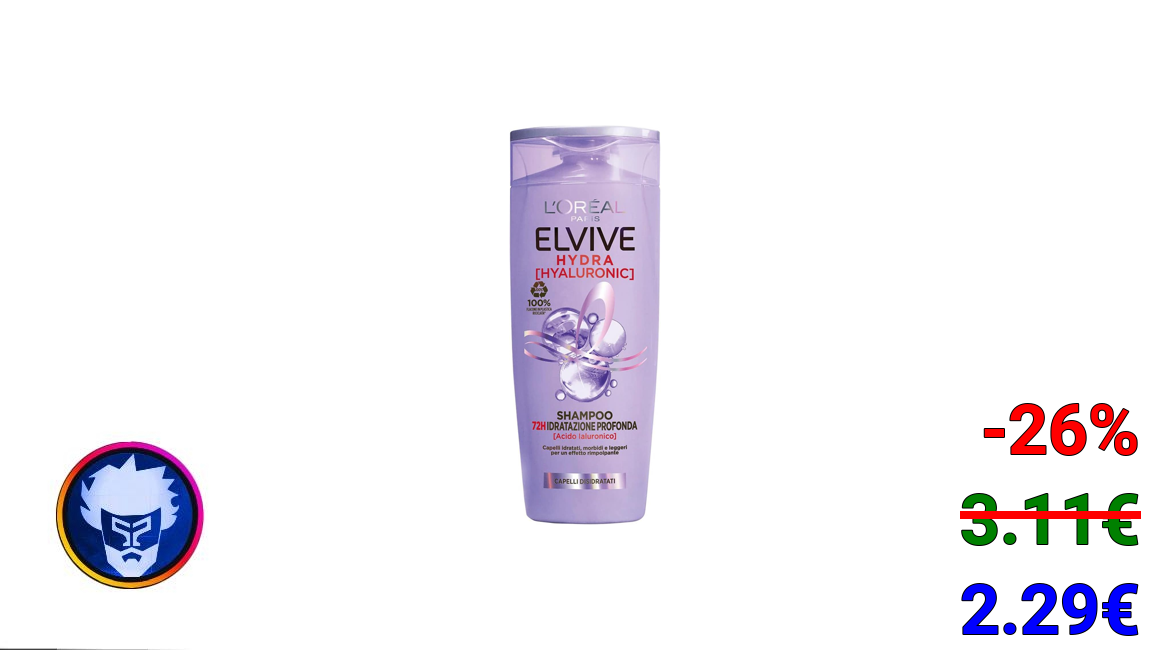 L'ORÉAL
PARIS
ELVIVE
HYDRA
[HYALURONIC]
100%
SHAMPOO
72H IDRATAZIONE PROFONDA
[Acido Ialuronico]
Capelli idratati, morbidi e leggeri
per un effetto rimpolpante
CAPELLI DISIDRATATI
-26%
3.11€
2.29€